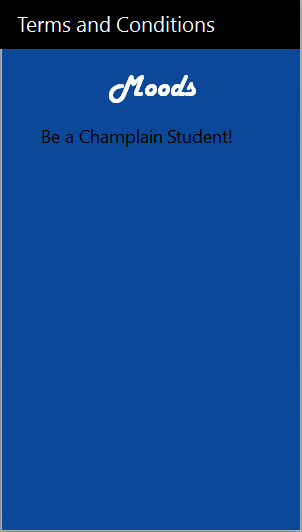 Terms and Conditions
Moods
Be a Champlain Student!